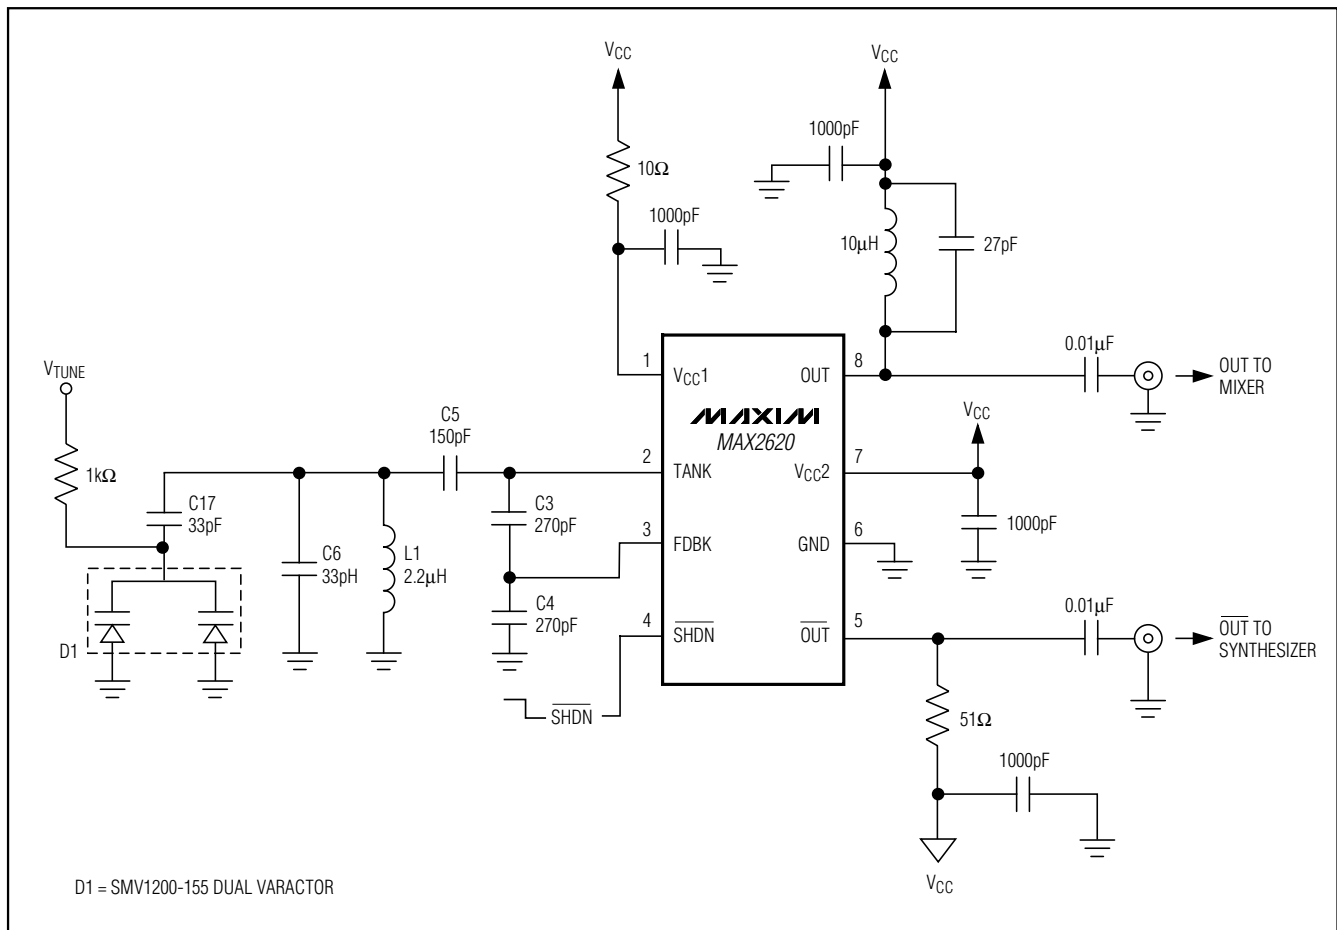 VCC
VCC
1000pF
10Ω
1000pF
10µH
27pF
VTUNE
1kΩ
C17
33pF
C6
33pH
L1
2.2µH
C5
150pF
C3
270pF
C4
270pF
D1
SHDN
1
2
3
4
VCC1
TANK
FDBK
SHDN
MAXIM
MAX2620
OUT
VCC2
GND
OUT
8
7
6
5
0.01µF
OUT TO
MIXER
VCC
1000pF
0.01µF
OUT TO
SYNTHESIZER
51Ω
1000pF
VCC
D1 = SMV1200-155 DUAL VARACTOR